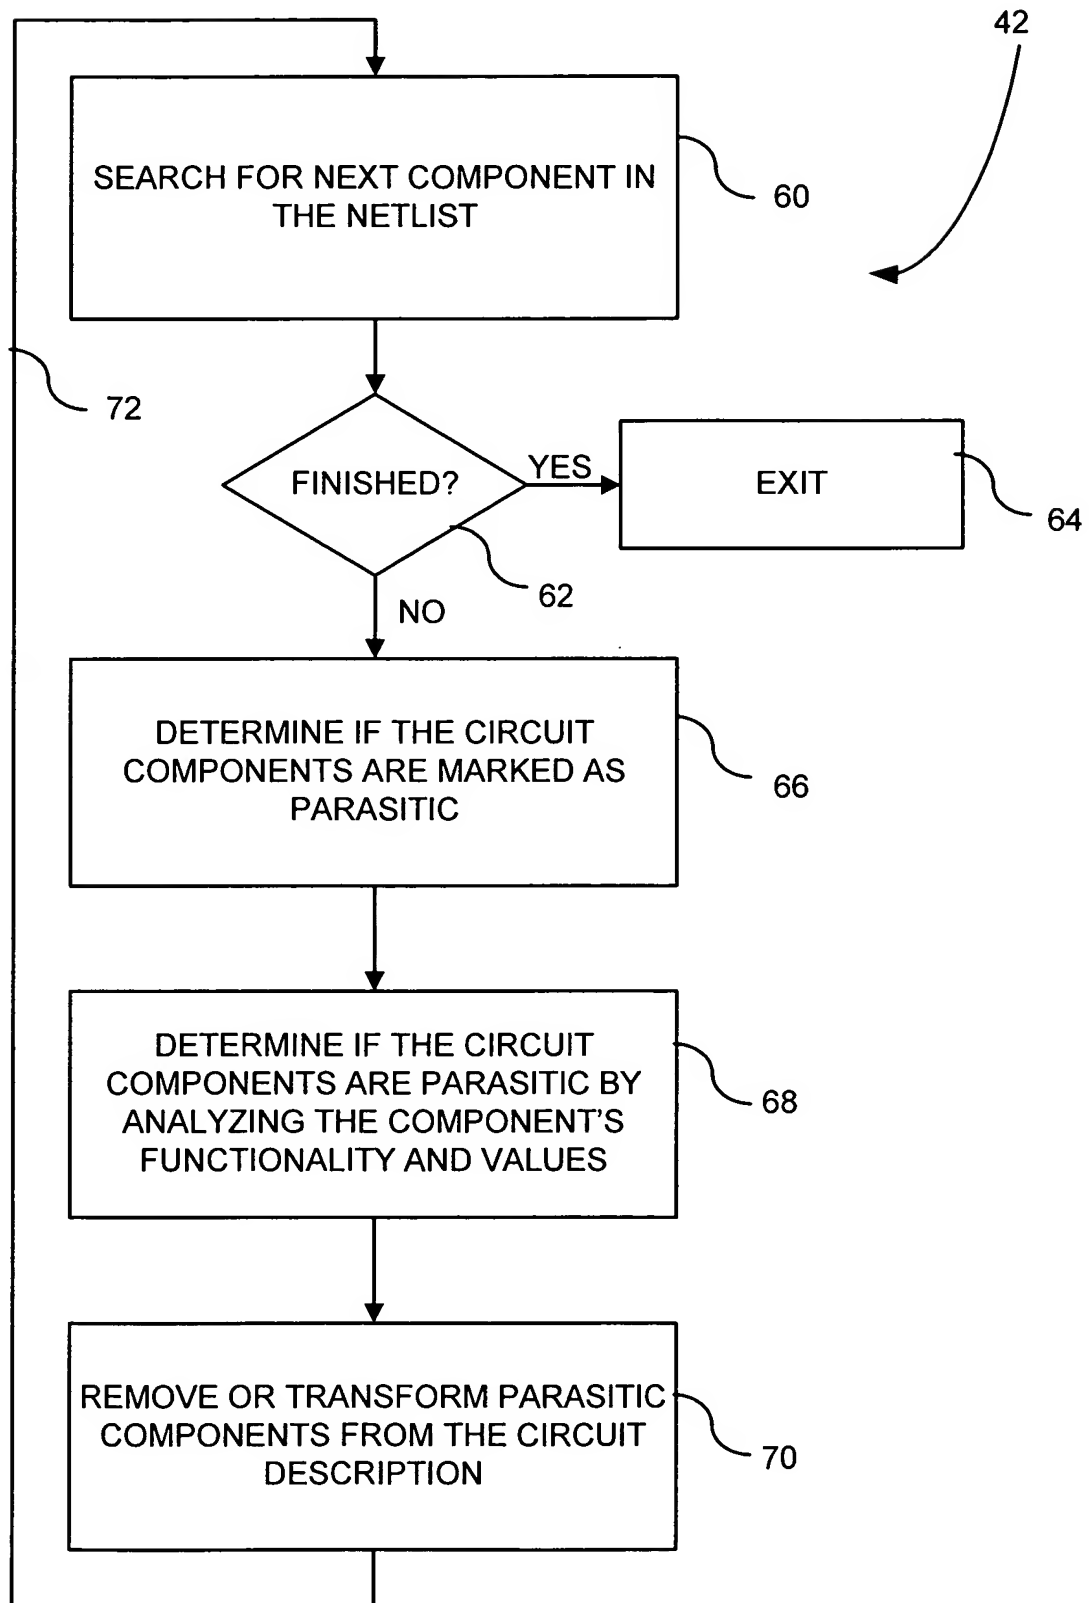 42
SEARCH FOR NEXT COMPONENT IN
THE NETLIST
60
72
FINISHED?
YES
EXIT
64
62
NO
DETERMINE IF THE CIRCUIT
COMPONENTS ARE MARKED AS
PARASITIC
66
DETERMINE IF THE CIRCUIT
COMPONENTS ARE PARASITIC BY
ANALYZING THE COMPONENT'S
FUNCTIONALITY AND VALUES
68
REMOVE OR TRANSFORM PARASITIC
COMPONENTS FROM THE CIRCUIT
DESCRIPTION
70